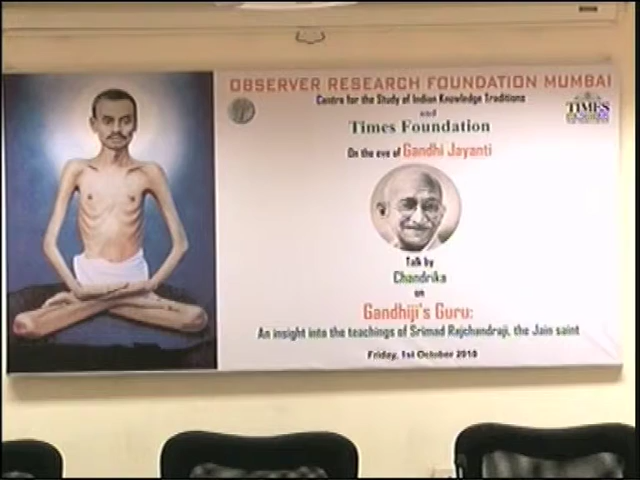 OBSERVER RESEARCH FOUNDATION MUMBAI
Centre for the Study of Indian Knowledge Traditions
and
Times Foundation
TIMES
On the eve of Gandhi Jayanti
Talk by
Chandrika
on
Gandhiji's Guru:
An insight into the teachings of Srimad Rajchandraji, the Jain saint
Friday, 1st October 2010